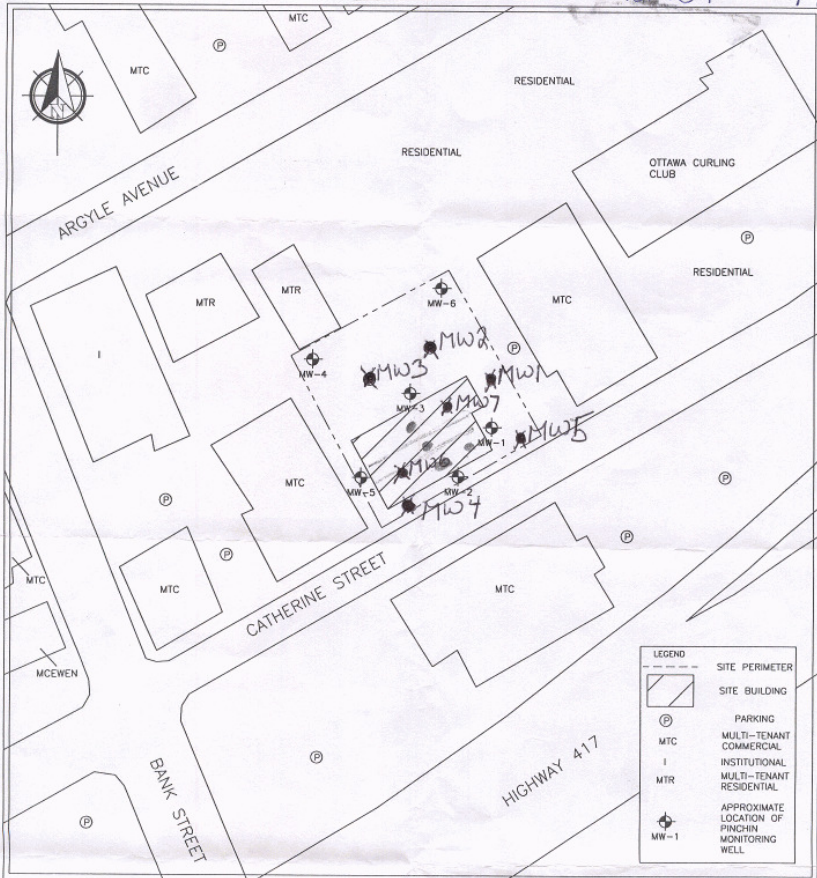 MTC
P
MTC
RESIDENTIAL
RESIDENTIAL
OTTAWA CURLING
CLUB
N
ARGYLE AVENUE
P
RESIDENTIAL
MTR
MTR
MTC
MW-6
I
MW2
P
MW-4
MW3
MW1
MW-3
MW7
MW-1
MW5
MTC
MW6
MW-5
MW-2
MW4
P
P
P
P
MTC
MTC
MTC
CATHERINE STREET
MCEWEN
BANK STREET
HIGHWAY 417
P
P
LEGEND
SITE PERIMETER
SITE BUILDING
P PARKING
MTC MULTI-TENANT
COMMERCIAL
I INSTITUTIONAL
MTR MULTI-TENANT
RESIDENTIAL
MW-1 APPROXIMATE
LOCATION OF
PINCHIN
MONITORING
WELL